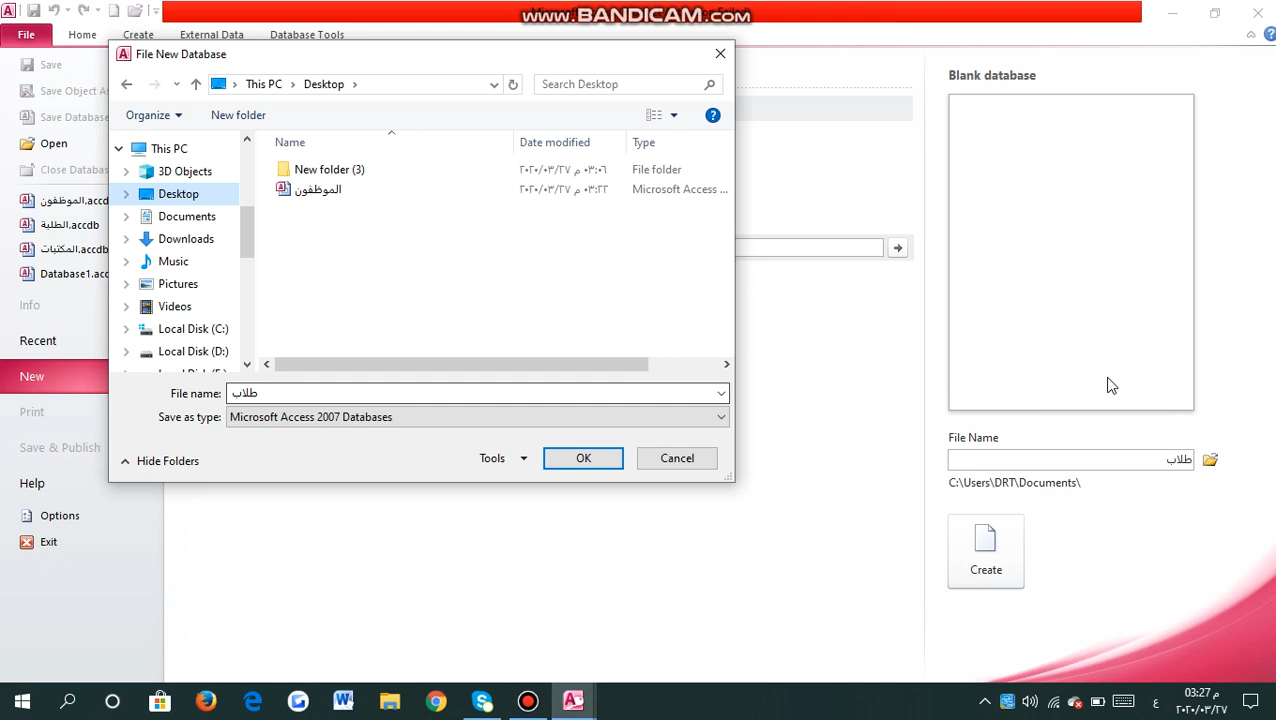 www.BANDICAM.com
File
Home
Create
External Data
Database Tools
Save
Save Object As
Save Database
Open
Close Databas
الموظفون.accd
الطلبة.accdb
المكتبات.accdb
Database1.acc
Info
Recent
New
Print
Save & Publish
Help
Options
Exit
File New Database
This PC
Desktop
Search Desktop
Organize
New folder
This PC
3D Objects
Desktop
Documents
Downloads
Music
Pictures
Videos
Local Disk (C:)
Local Disk (D:)
Name
Date modified
Type
New folder (3)
٢٠٢٠/٠٣/٢٧ ٠٣:٠٦ م
File folder
الموظفون
٢٠٢٠/٠٣/٢٧ ٠٣:٢٢ م
Microsoft Access ...
File name:
طلاب
Save as type:
Microsoft Access 2007 Databases
Hide Folders
Tools
OK
Cancel
Blank database
File Name
طلاب
C:\Users\DRT\Documents\
Create
ع
03:27 م
٢٠٢٠/٠٣/٢٧